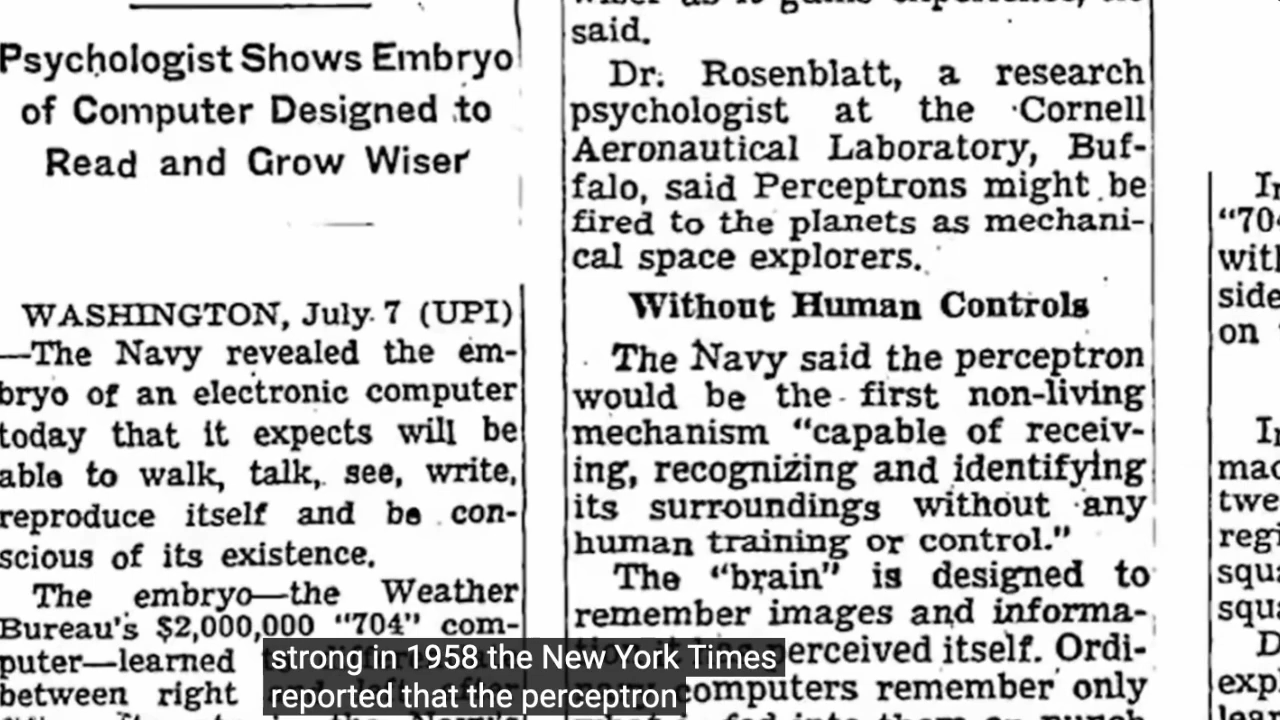 Psychologist Shows Embryo
of Computer Designed to
Read and Grow Wiser
WASHINGTON, July 7 (UPI)
—The Navy revealed the em-
bryo of an electronic computer
today that it expects will be
able to walk, talk, see, write,
reproduce itself and be con-
scious of its existence.
The embryo—the Weather
Bureau's $2,000,000 "704" com-
puter—learned
between right
said.
Dr. Rosenblatt, a research
psychologist at the Cornell
Aeronautical Laboratory, Buf-
falo, said Perceptrons might be
fired to the planets as mechani-
cal space explorers.
Without Human Controls
The Navy said the perceptron
would be the first non-living
mechanism "capable of receiv-
ing, recognizing and identifying
its surroundings without any
human training or control."
The "brain" is designed to
remember images and informa-
perceived itself. Ordi-
computers remember only
on
strong in 1958 the New York Times
reported that the perceptron